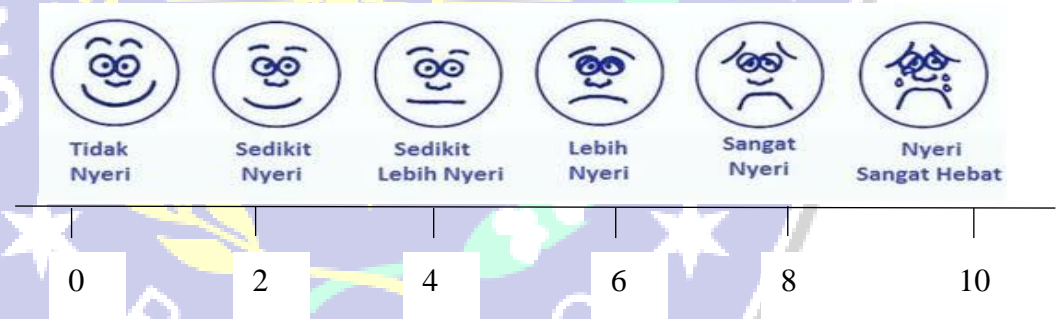 Tidak
Nyeri
Sedikit
Nyeri
Sedikit
Lebih Nyeri
Lebih
Nyeri
Sangat
Nyeri
Nyeri
Sangat Hebat
0 2 4 6 8 10